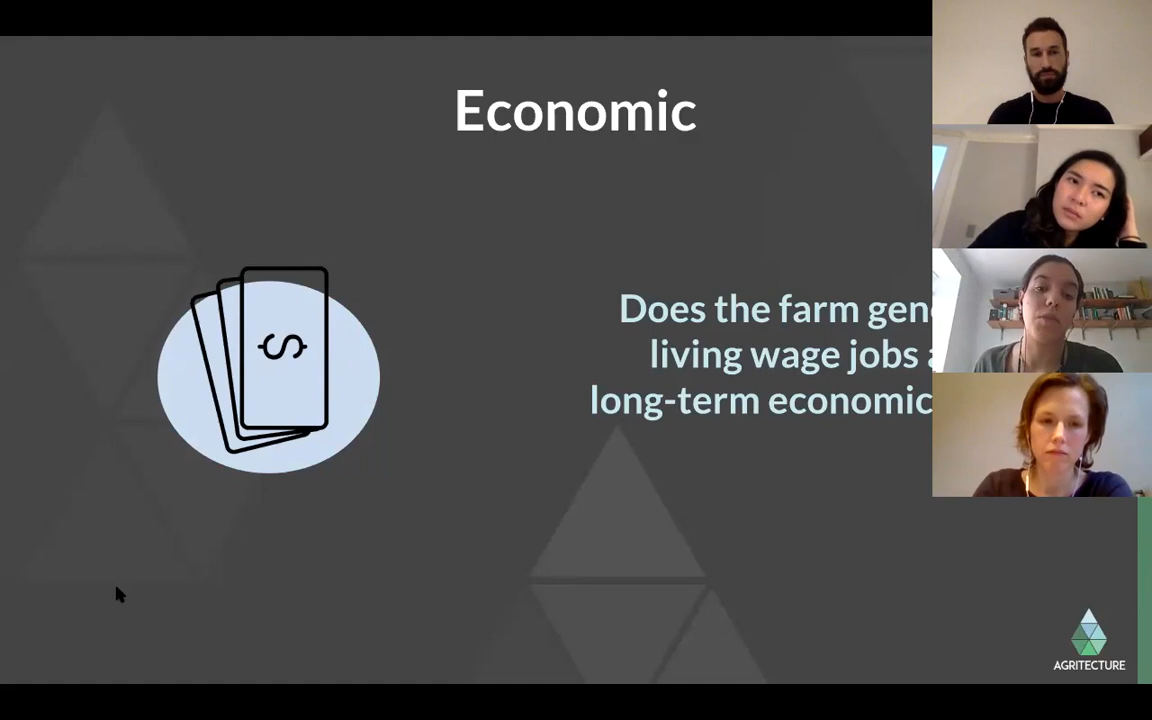 Economic
$
Does the farm gen
living wage jobs
long-term economic
AGRITECTURE